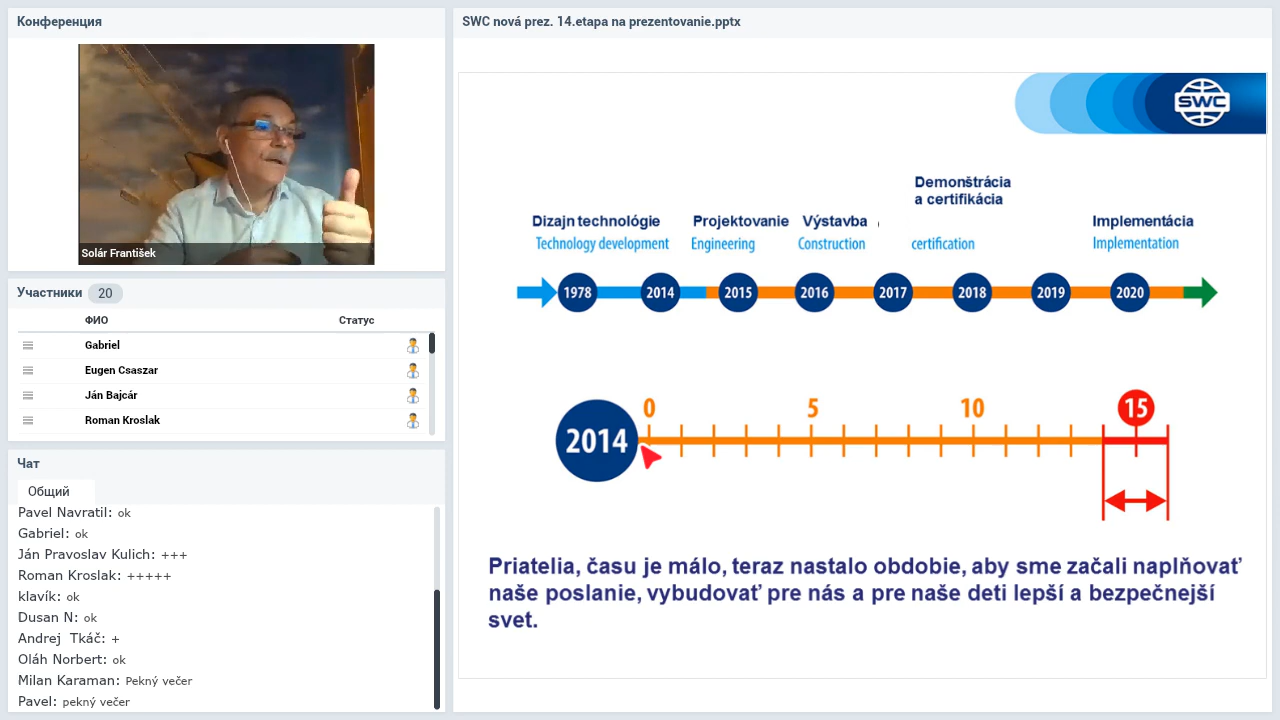 Конференция
Solár František
Участники 20
ФИО Статус
Gabriel
Eugen Csaszar
Ján Bajcár
Roman Kroslak
Чат
Общий
Pavel Navratil: ok
Gabriel: ok
Ján Pravoslav Kulich: +++
Roman Kroslak: +++++
klavík: ok
Dusan N: ok
Andrej Tkáč: +
Oláh Norbert: ok
Milan Karaman: Pekný večer
Pavel: pekný večer
SWC nová prez. 14.etapa na prezentovanie.pptx
SWC
Demonštrácia
a certifikácia
Dizajn technológie Projektovanie Výstavba , Implementácia
Technology development Engineering Construction certification Implementation
1978 2014 2015 2016 2017 2018 2019 2020
0 5 10 15
2014
Priatelia, času je málo, teraz nastalo obdobie, aby sme začali naplňovať
naše poslanie, vybudovať pre nás a pre naše deti lepší a bezpečnejší
svet.